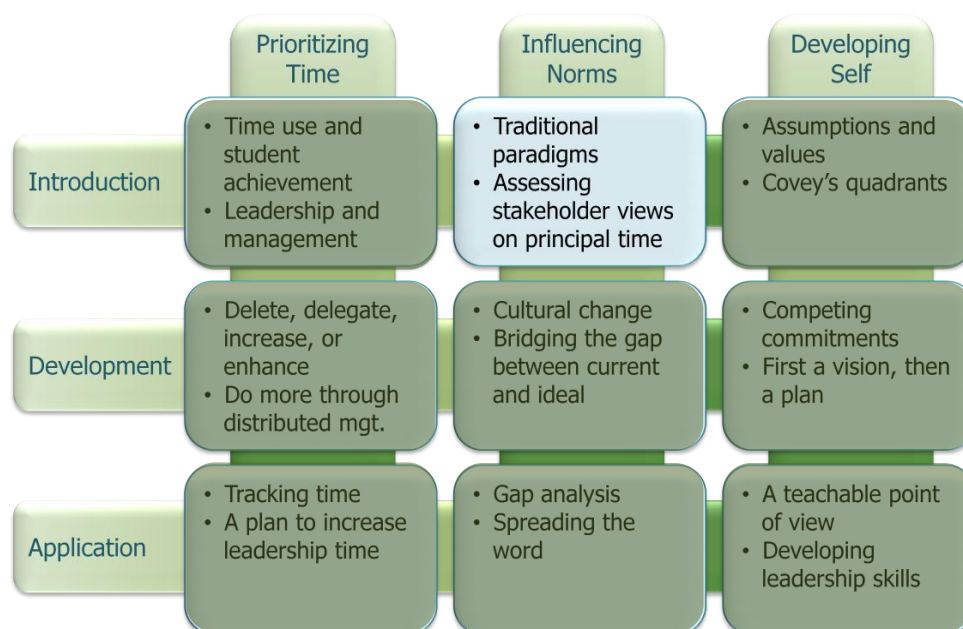 Prioritizing
Time
Influencing
Norms
Developing
Self
Introduction
• Time use and
student
achievement
• Leadership and
management
• Traditional
paradigms
• Assessing
stakeholder views
on principal time
• Assumptions and
values
• Covey's quadrants
Development
• Delete, delegate,
increase, or
enhance
• Do more through
distributed mgt.
• Cultural change
• Bridging the gap
between current
and ideal
• Competing
commitments
• First a vision, then
a plan
Application
• Tracking time
• A plan to increase
leadership time
• Gap analysis
• Spreading the
word
• A teachable point
of view
• Developing
leadership skills